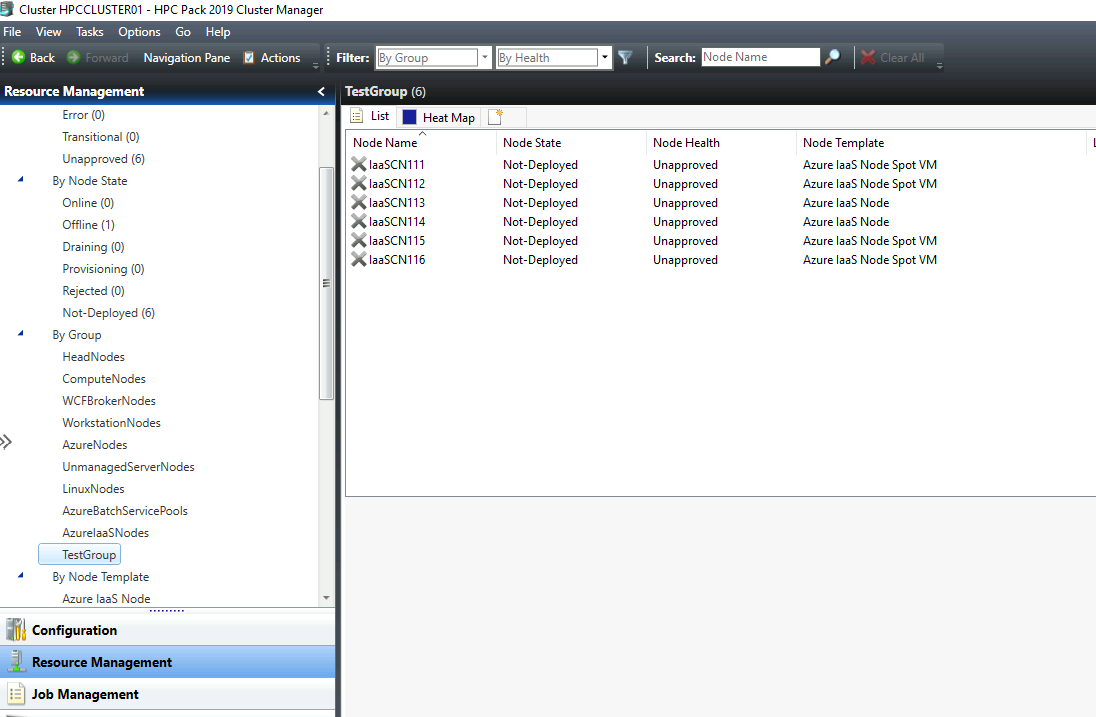 Cluster HPCCLUSTER01 - HPC Pack 2019 Cluster Manager
File View Tasks Options Go Help
Back Forward Navigation Pane Actions Filter: By Group By Health Search: Node Name Clear All
Resource Management
Error (0)
Transitional (0)
Unapproved (6)
By Node State
Online (0)
Offline (1)
Draining (0)
Provisioning (0)
Rejected (0)
Not-Deployed (6)
By Group
HeadNodes
ComputeNodes
WCFBrokerNodes
WorkstationNodes
AzureNodes
UnmanagedServerNodes
LinuxNodes
AzureBatchServicePools
AzureIaaSNodes
TestGroup
By Node Template
Azure IaaS Node
Configuration
Resource Management
Job Management
TestGroup (6)
List Heat Map
Node Name Node State Node Health Node Template
IaaSCN111 Not-Deployed Unapproved Azure IaaS Node Spot VM
IaaSCN112 Not-Deployed Unapproved Azure IaaS Node Spot VM
IaaSCN113 Not-Deployed Unapproved Azure IaaS Node
IaaSCN114 Not-Deployed Unapproved Azure IaaS Node
IaaSCN115 Not-Deployed Unapproved Azure IaaS Node Spot VM
IaaSCN116 Not-Deployed Unapproved Azure IaaS Node Spot VM